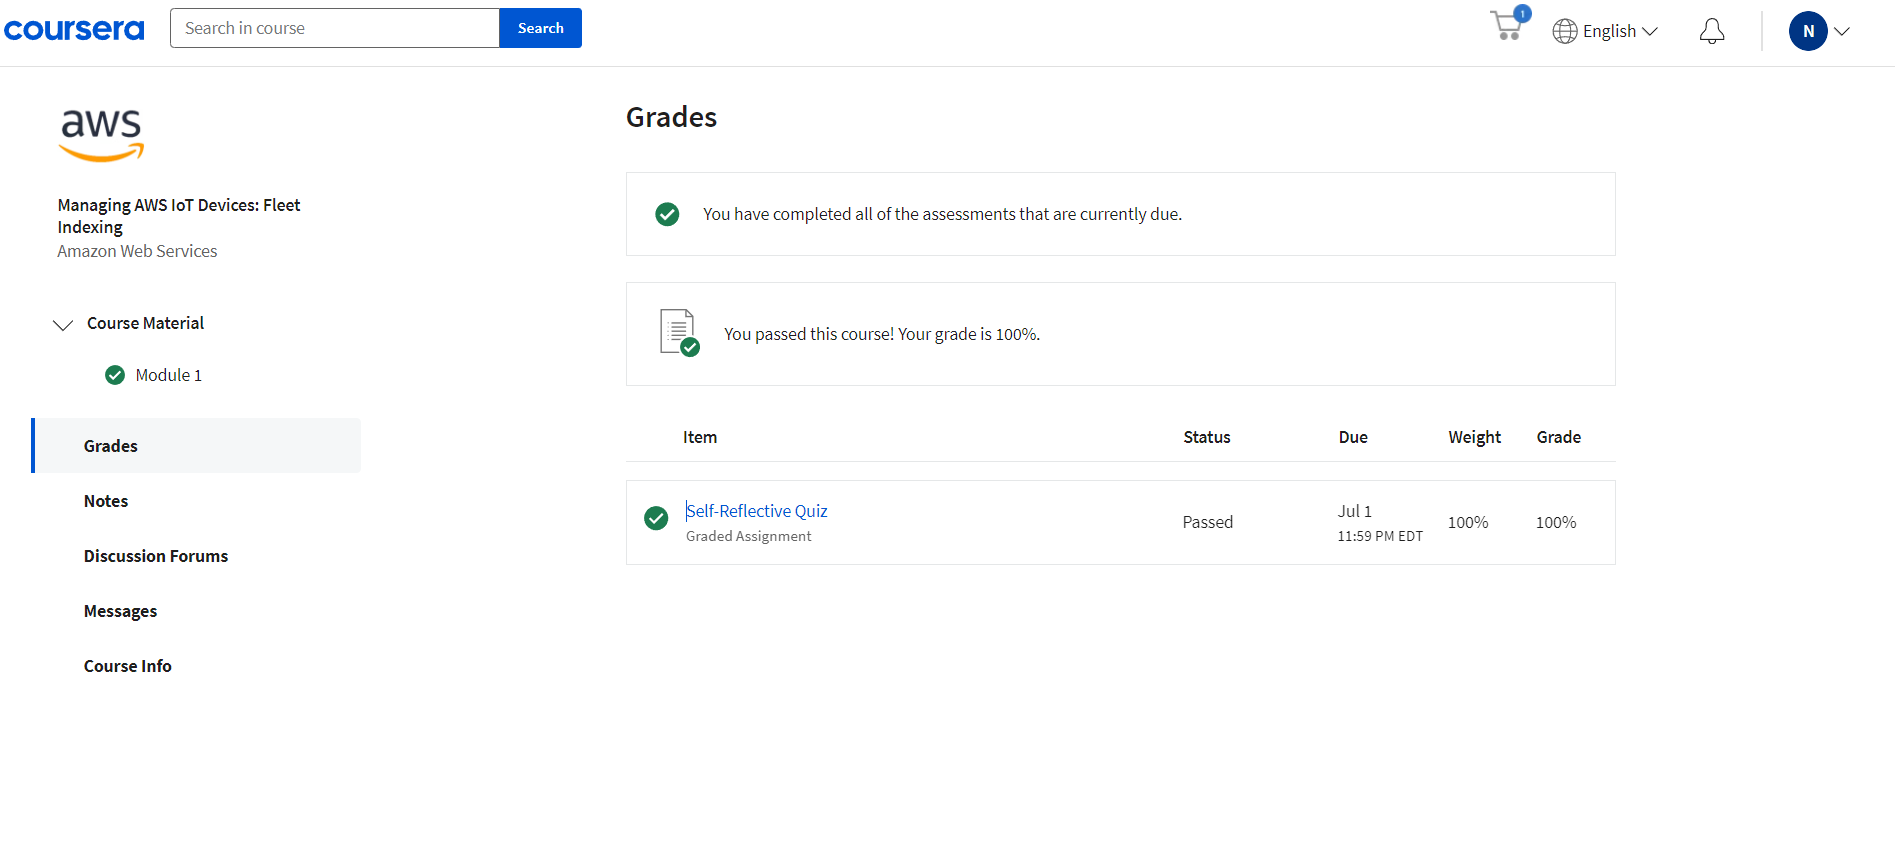 coursera
Search in course
Search
1
English
N
aws
Managing AWS IoT Devices: Fleet
Indexing
Amazon Web Services
Course Material
Module 1
Grades
Notes
Discussion Forums
Messages
Course Info
Grades
You have completed all of the assessments that are currently due.
You passed this course! Your grade is 100%.
Item Status Due Weight Grade
Self-Reflective Quiz
Graded Assignment
Passed
Jul 1
11:59 PM EDT
100%
100%